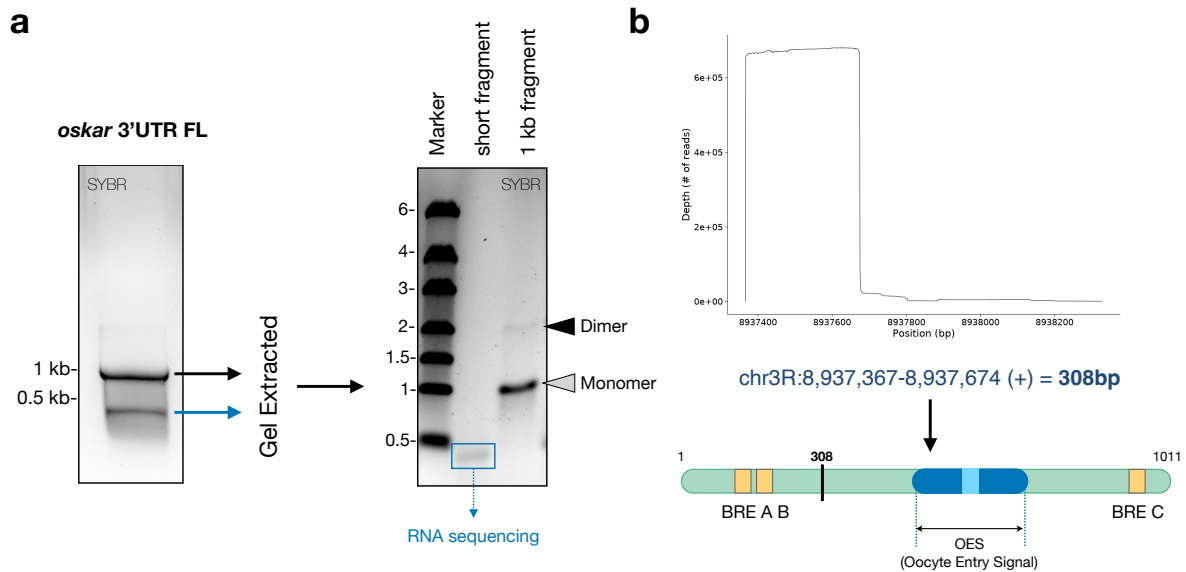 a
oskar 3'UTR FL
SYBR
1 kb-
0.5 kb-
Gel Extracted
Marker
short fragment
1 kb fragment
SYBR
6-
4-
3-
2-
1.5-
1-
0.5-
Dimer
Monomer
RNA sequencing
b
Depth (# of reads)
6e+05
4e+05
2e+05
0e+00
8937400 8937600 8937800 8938000 8938200
Position (bp)
chr3R:8,937,367-8,937,674 (+) = 308bp
1 308 1011
BRE A B BRE C
OES
(Oocyte Entry Signal)